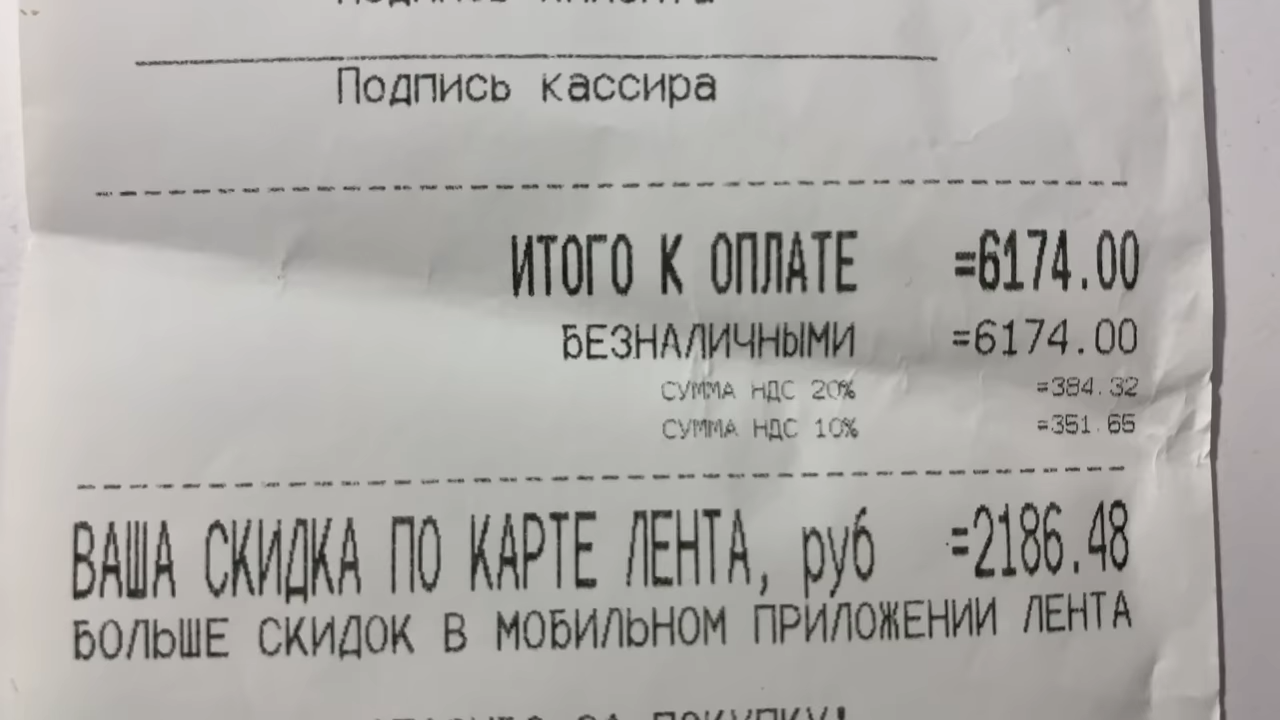 Подпись кассира
ИТОГО К ОПЛАТЕ =6174.00
БЕЗНАЛИЧНЫМИ =6174.00
СУММА НДС 20% =384.32
СУММА НДС 10% =351.65
ВАША СКИДКА ПО КАРТЕ ЛЕНТА, руб =2186.48
БОЛЬШЕ СКИДОК В МОБИЛЬНОМ ПРИЛОЖЕНИИ ЛЕНТА